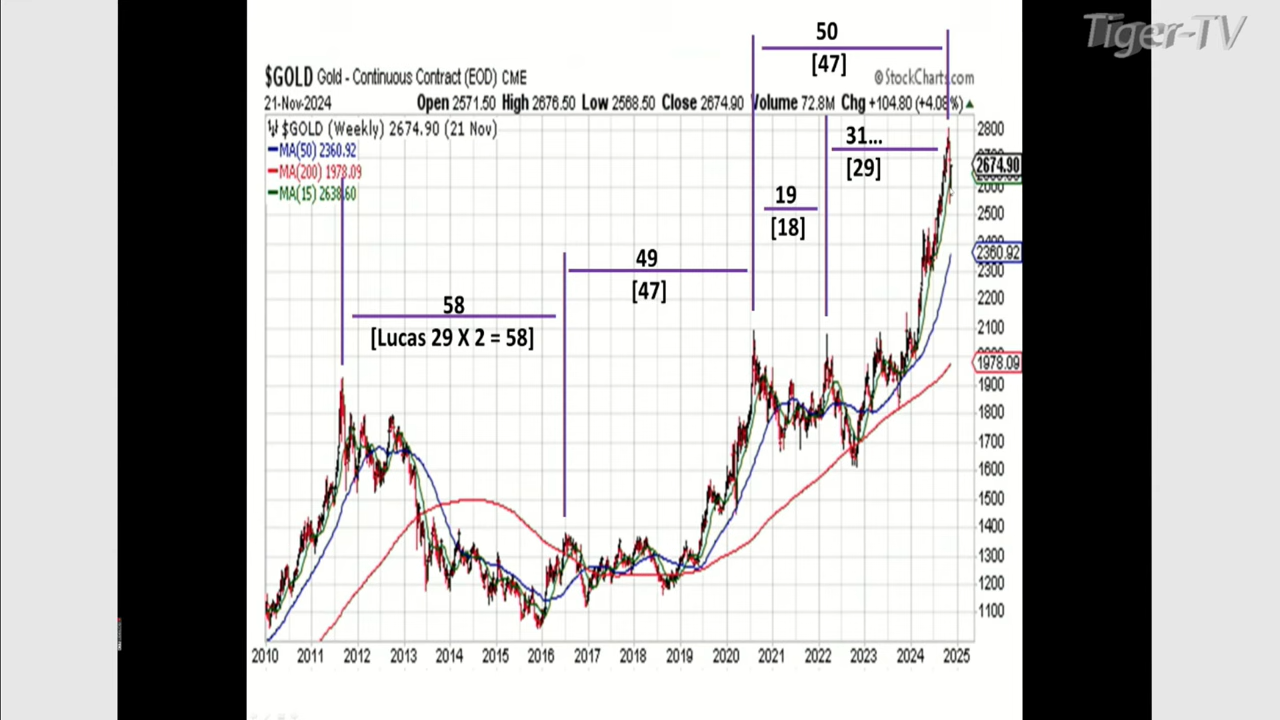 Tiger-TV
50
[47]
$GOLD Gold - Continuous Contract (EOD) CME
©StockCharts.com
21-Nov-2024 Open 2571.50 High 2676.50 Low 2568.50 Close 2674.90 Volume 72.8M Chg +104.80 (+4.08%)
$GOLD (Weekly) 2674.90 (21 Nov)
MA(50) 2360.92
MA(200) 1978.09
MA(15) 2638.60
31...
[29]
19
[18]
49
[47]
58
[Lucas 29 X 2 = 58]
2800
2674.90
2500
2360.92
2300
2200
2100
1978.09
1900
1800
1700
1600
1500
1400
1300
1200
1100
2010 2011 2012 2013 2014 2015 2016 2017 2018 2019 2020 2021 2022 2023 2024 2025